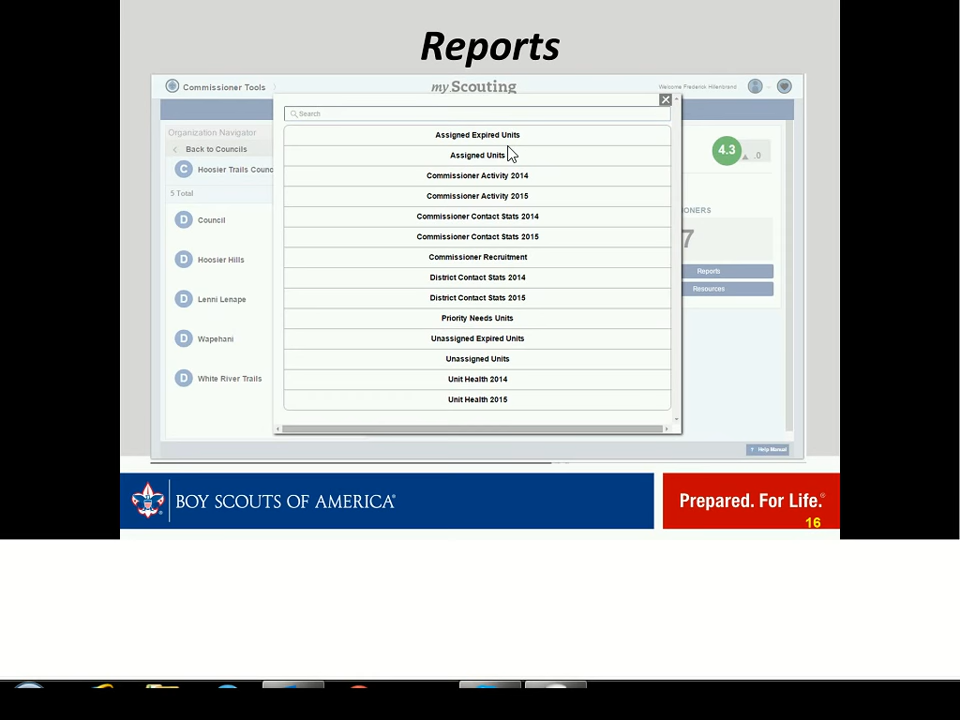 Reports
Commissioner Tools
my.Scouting
Welcome Frederick Hillenbrand
Search
Organization Navigator
Back to Councils
C Hoosier Trails Counc
5 Total
D Council
D Hoosier Hills
D Lenni Lenape
D Wapehani
D White River Trails
Assigned Expired Units
Assigned Units
Commissioner Activity 2014
Commissioner Activity 2015
Commissioner Contact Stats 2014
Commissioner Contact Stats 2015
Commissioner Recruitment
District Contact Stats 2014
District Contact Stats 2015
Priority Needs Units
Unassigned Expired Units
Unassigned Units
Unit Health 2014
Unit Health 2015
4.3 .0
ONERS
7
Reports
Resources
? Help Manual
BOY SCOUTS OF AMERICA®
Prepared. For Life.®
16